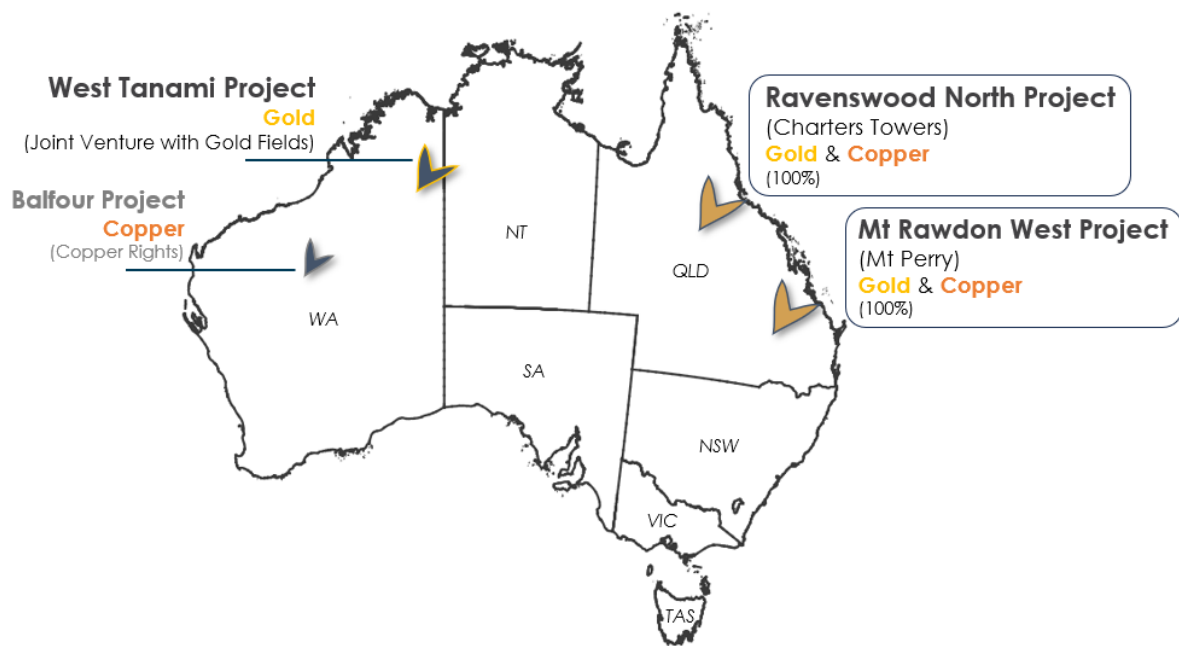 West Tanami Project
Gold
(Joint Venture with Gold Fields)
Balfour Project
Copper
(Copper Rights)
Ravenswood North Project
(Charters Towers)
Gold & Copper
(100%)
Mt Rawdon West Project
(Mt Perry)
Gold & Copper
(100%)
NT
QLD
WA
SA
NSW
VIC
TAS